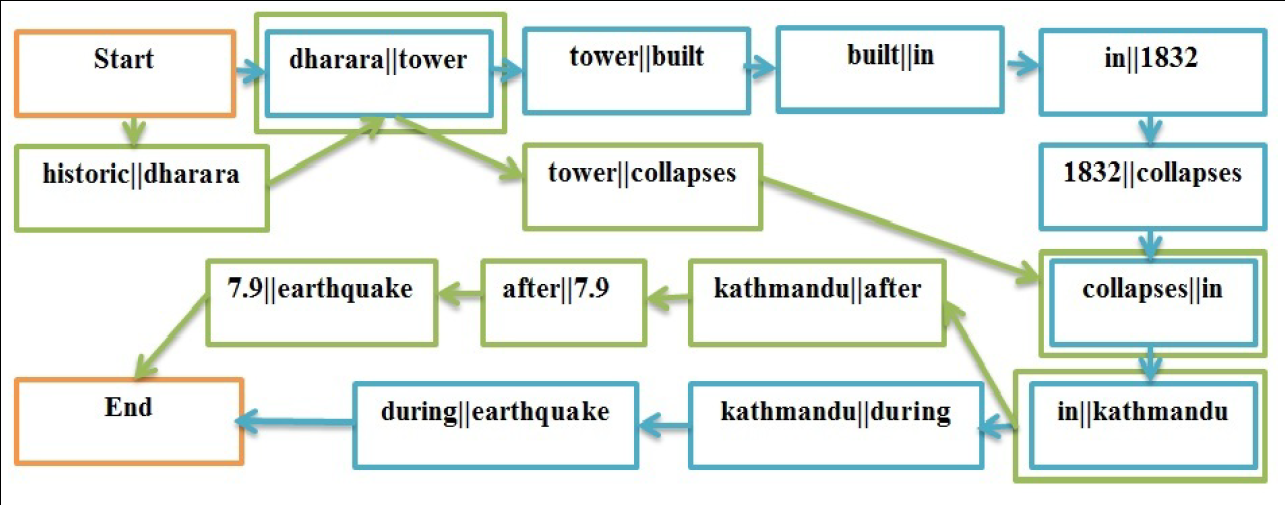 Start
dharara||tower
tower||built
built||in
in||1832
historic||dharara
tower||collapses
1832||collapses
7.9||earthquake
after||7.9
kathmandu||after
collapses||in
End
during||earthquake
kathmandu||during
in||kathmandu